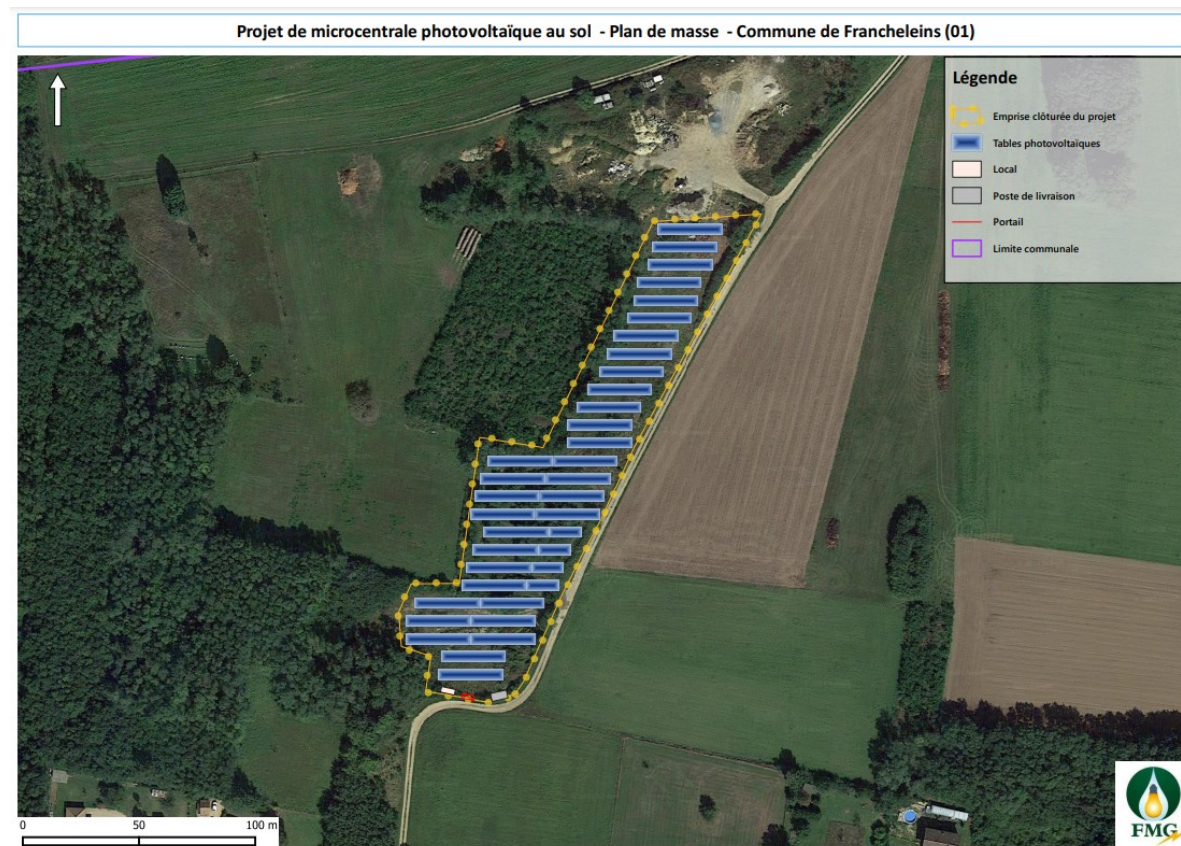 Projet de microcentrale photovoltaïque au sol - Plan de masse - Commune de Francheleins (01)
Légende
Emprise clôturée du projet
Tables photovoltaïques
Local
Poste de livraison
Portail
Limite communale
0 50 100 m
FMG